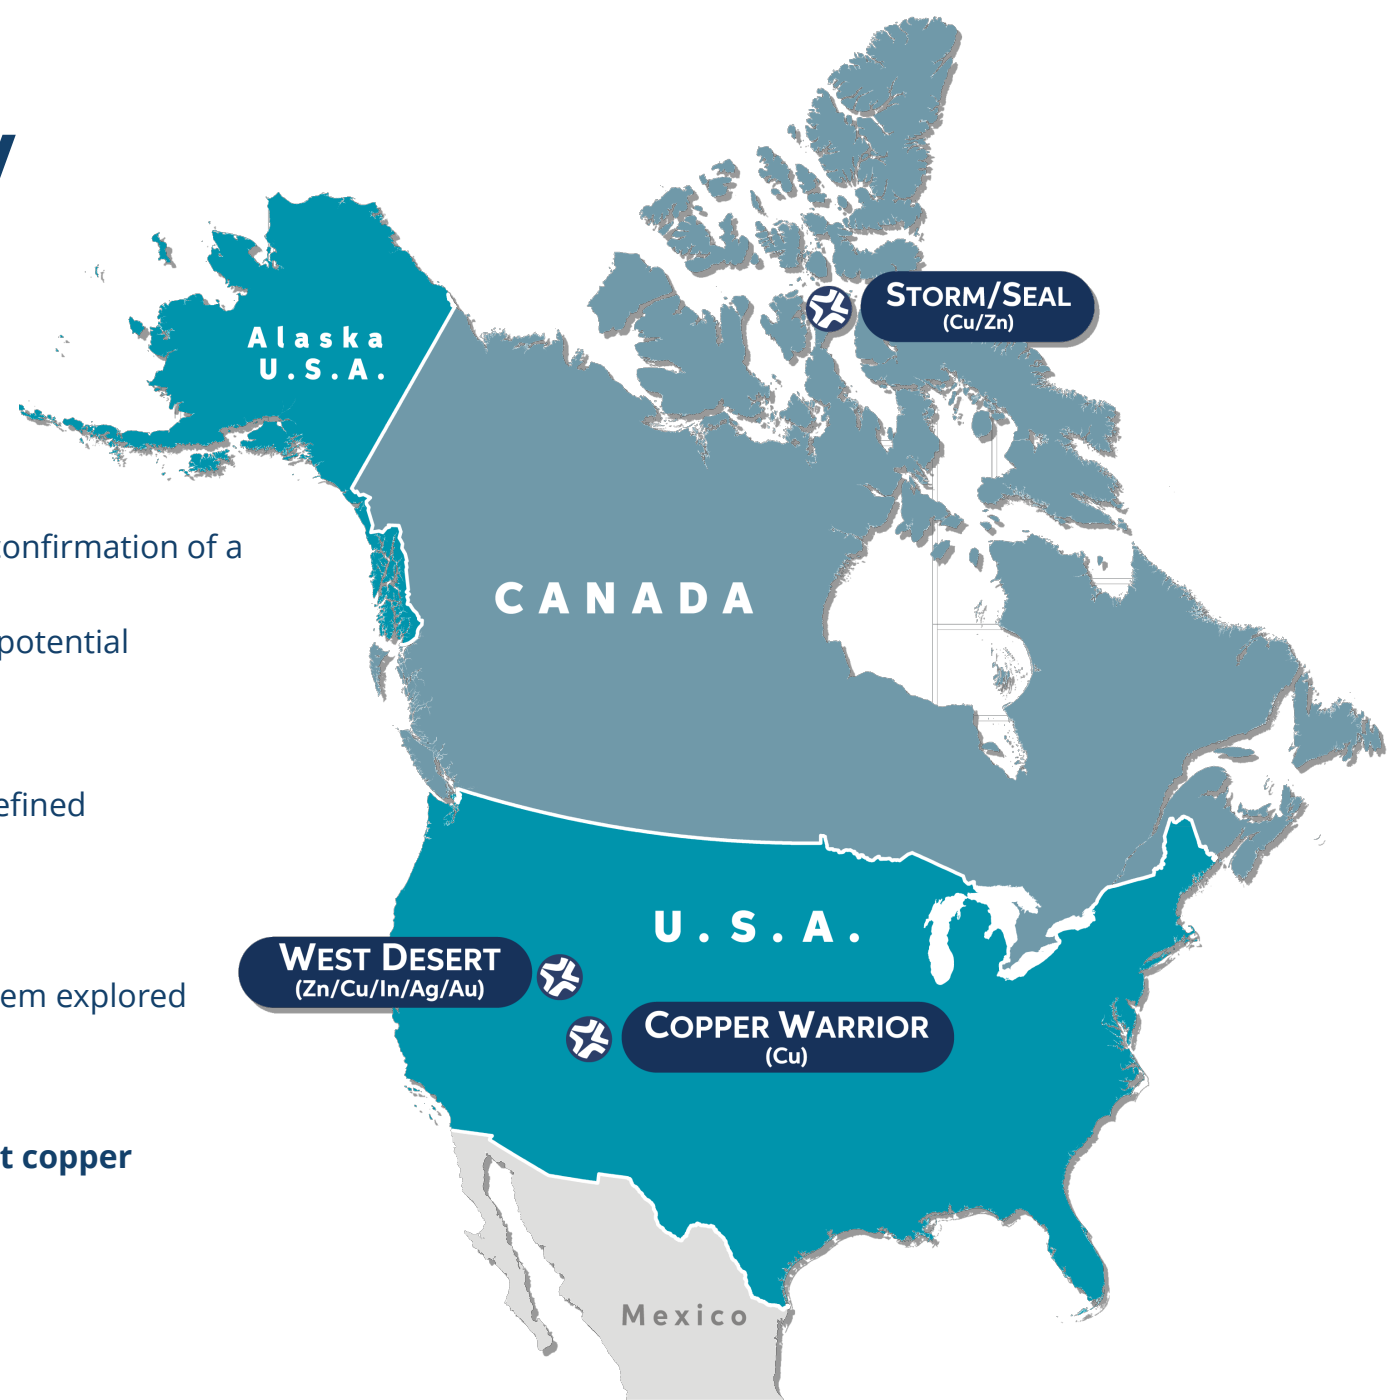 y
Alaska
U.S.A.
STORM/SEAL
(Cu/Zn)
onfirmation of a
CANADA
potential
efined
U.S.A.
WEST DESERT
(Zn/Cu/In/Ag/Au)
em explored
COPPER WARRIOR
(Cu)
t copper
Mexico